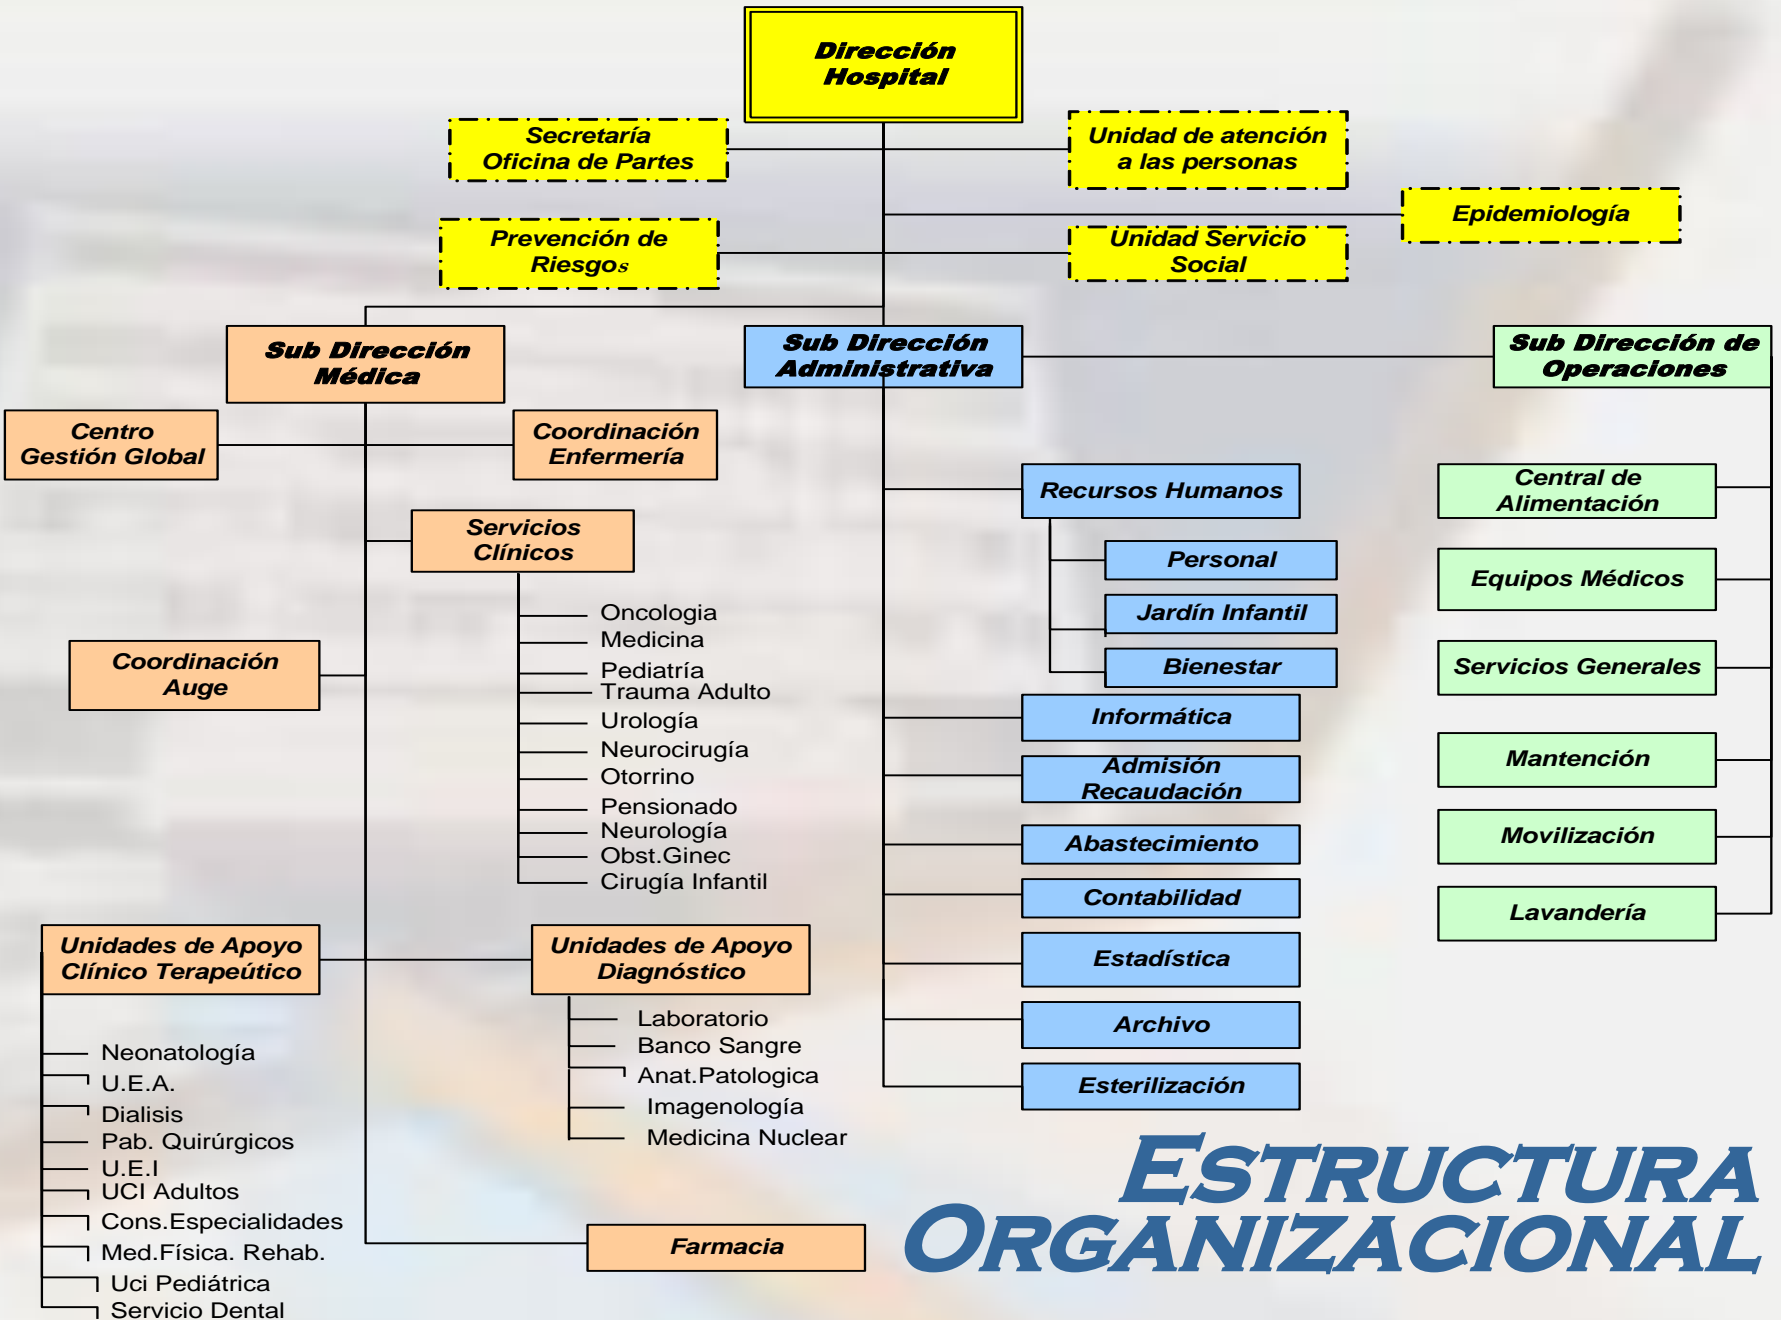 Dirección
Hospital
Secretaría
Oficina de Partes
Unidad de atención
a las personas
Epidemiología
Prevención de
Riesgos
Unidad Servicio
Social
Sub Dirección
Médica
Sub Dirección
Administrativa
Sub Dirección de
Operaciones
Centro
Gestión Global
Coordinación
Enfermería
Servicios
Clínicos
Oncologia
Medicina
Pediatría
Trauma Adulto
Urología
Neurocirugía
Otorrino
Pensionado
Neurología
Obst.Ginec
Cirugía Infantil
Coordinación
Auge
Unidades de Apoyo
Clínico Terapeútico
Neonatología
U.E.A.
Dialisis
Pab. Quirúrgicos
U.E.I
UCI Adultos
Cons.Especialidades
Med.Física. Rehab.
Uci Pediátrica
Servicio Dental
Unidades de Apoyo
Diagnóstico
Laboratorio
Banco Sangre
Anat.Patologica
Imagenología
Medicina Nuclear
Farmacia
Recursos Humanos
Personal
Jardín Infantil
Bienestar
Informática
Admisión
Recaudación
Abastecimiento
Contabilidad
Estadística
Archivo
Esterilización
Central de
Alimentación
Equipos Médicos
Servicios Generales
Mantención
Movilización
Lavandería
ESTRUCTURA
ORGANIZACIONAL